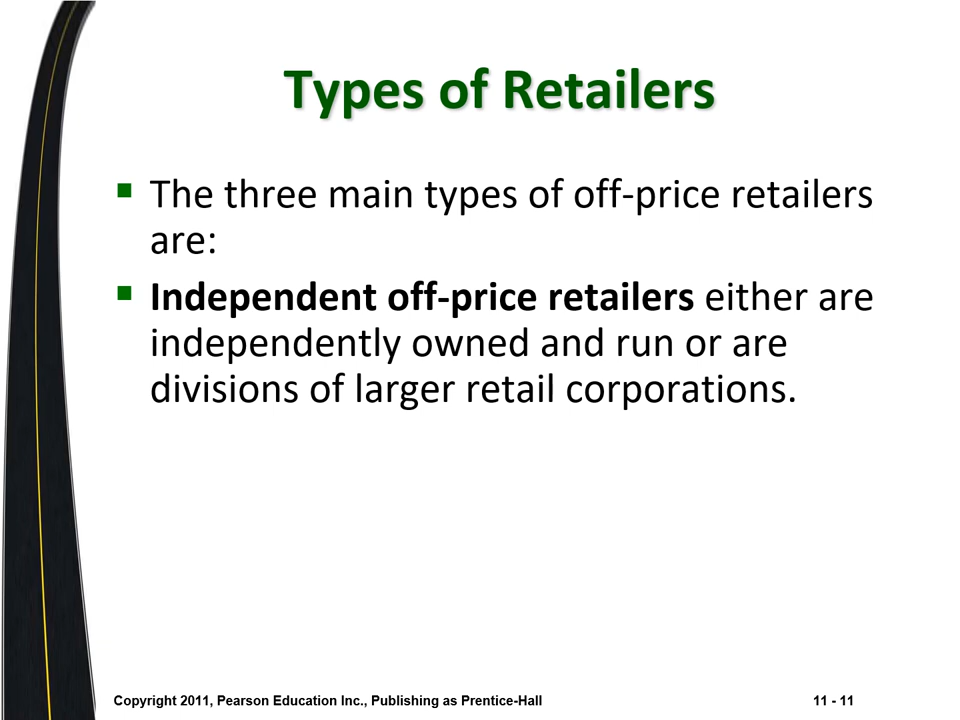 Types of Retailers
▪ The three main types of off-price retailers
are:
▪ Independent off-price retailers either are
independently owned and run or are
divisions of larger retail corporations.
Copyright 2011, Pearson Education Inc., Publishing as Prentice-Hall 11 - 11